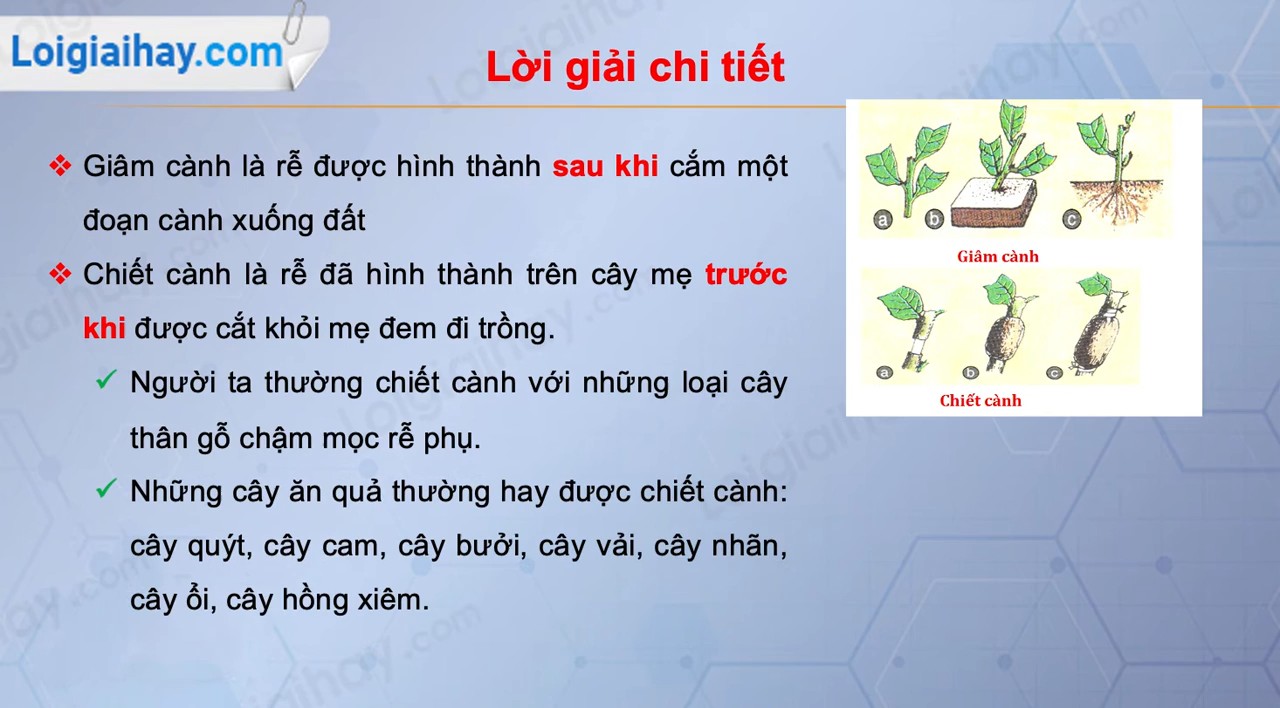 Loigiaihay.com
Lời giải chi tiết
❖ Giâm cành là rễ được hình thành sau khi cắm một
đoạn cành xuống đất
❖ Chiết cành là rễ đã hình thành trên cây mẹ trước
khi được cắt khỏi mẹ đem đi trồng.
✓ Người ta thường chiết cành với những loại cây
thân gỗ chậm mọc rễ phụ.
✓ Những cây ăn quả thường hay được chiết cành:
cây quýt, cây cam, cây bưởi, cây vải, cây nhãn,
cây ổi, cây hồng xiêm.
a b c
Giâm cành
a b c
Chiết cành